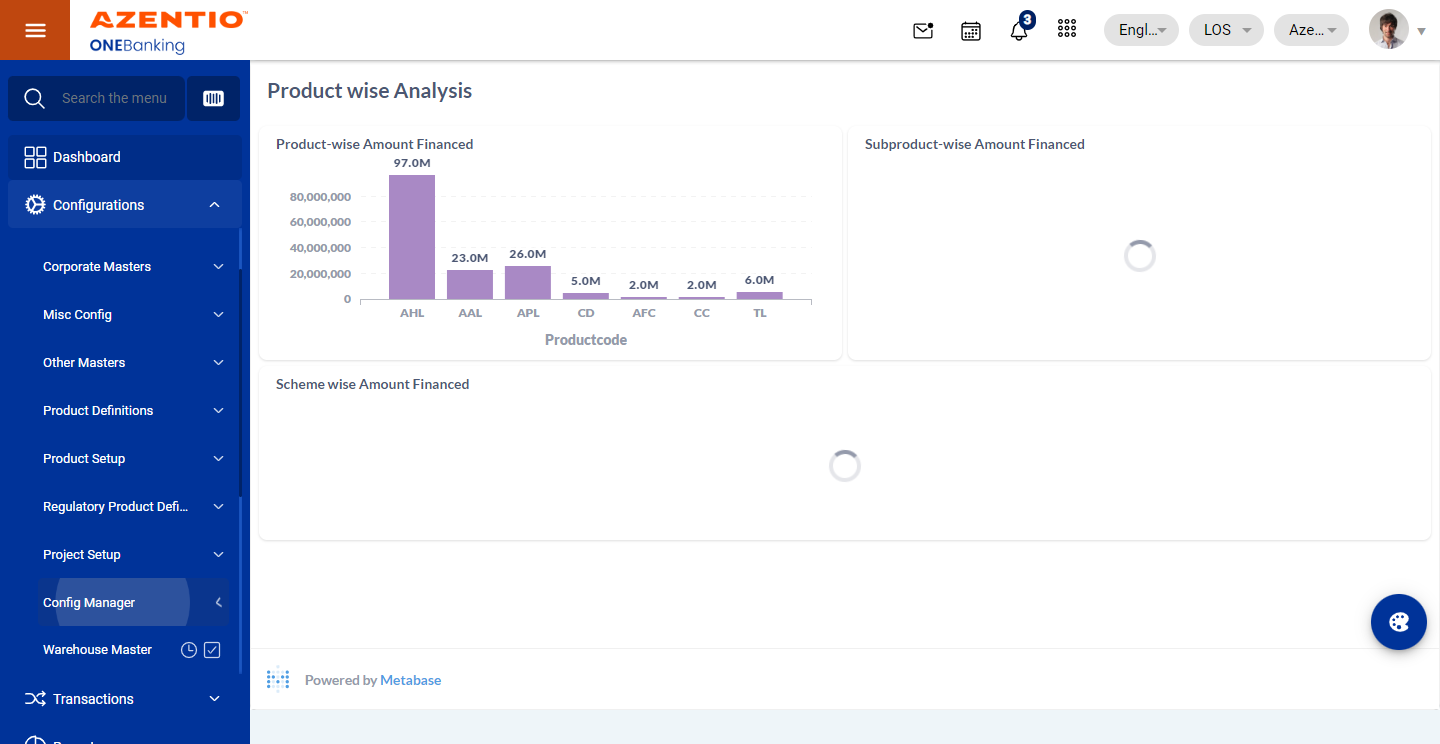 AZENTIO™
ONEBanking
3
Engl...
LOS
Aze...
Search the menu
Dashboard
Configurations
Corporate Masters
Misc Config
Other Masters
Product Definitions
Product Setup
Regulatory Product Defi...
Project Setup
Config Manager
Warehouse Master
Transactions
Product wise Analysis
Product-wise Amount Financed
97.0M
80,000,000
60,000,000
40,000,000
20,000,000
0
23.0M
26.0M
5.0M
2.0M
2.0M
6.0M
AHL
AAL
APL
CD
AFC
CC
TL
Productcode
Subproduct-wise Amount Financed
Scheme wise Amount Financed
Powered by Metabase